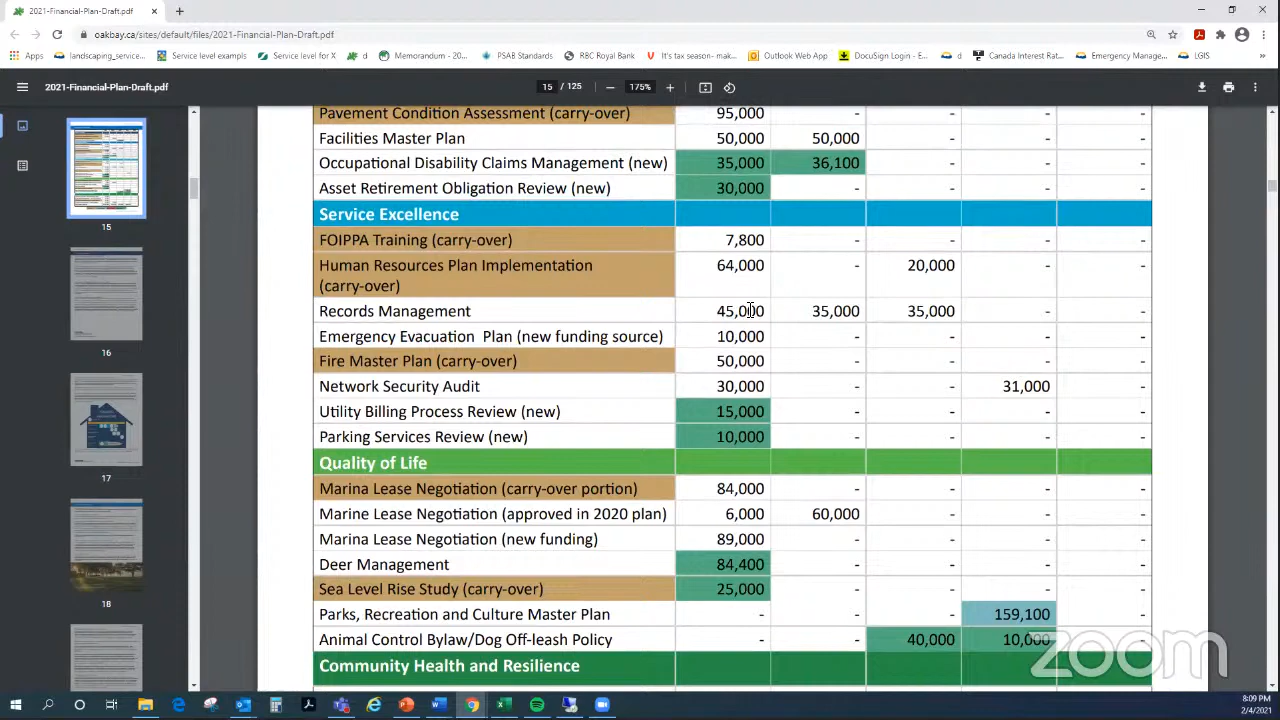 2021-Financial-Plan-Draft.pdf
oakbay.ca/sites/default/files/2021-Financial-Plan-Draft.pdf
Apps landscaping_service... Service level examples Service level for X d Memorandum - 20... PSAB Standards RBC Royal Bank It's tax season- mak... Outlook Web App DocuSign Login - E... d Canada Interest Rat... Emergency Manage... LGIS
2021-Financial-Plan-Draft.pdf 15 / 125 175%
Pavement Condition Assessment (carry-over) 95,000 - - - -
Facilities Master Plan 50,000 50,000 - - -
Occupational Disability Claims Management (new) 35,000 36,100 - - -
Asset Retirement Obligation Review (new) 30,000 - - - -
Service Excellence
FOIPPA Training (carry-over) 7,800 - - - -
Human Resources Plan Implementation 64,000 - 20,000 - -
(carry-over)
Records Management 45,000 35,000 35,000 - -
Emergency Evacuation Plan (new funding source) 10,000 - - - -
Fire Master Plan (carry-over) 50,000 - - - -
Network Security Audit 30,000 - - 31,000 -
Utility Billing Process Review (new) 15,000 - - - -
Parking Services Review (new) 10,000 - - - -
Quality of Life
Marina Lease Negotiation (carry-over portion) 84,000 - - - -
Marine Lease Negotiation (approved in 2020 plan) 6,000 60,000 - - -
Marina Lease Negotiation (new funding) 89,000 - - - -
Deer Management 84,400 - - - -
Sea Level Rise Study (carry-over) 25,000 - - - -
Parks, Recreation and Culture Master Plan - - - 159,100 -
Animal Control Bylaw/Dog Off-leash Policy - - 40,000 10,000 -
Community Health and Resilience
15
16
17
18
zoom
8:09 PM
2/4/2021